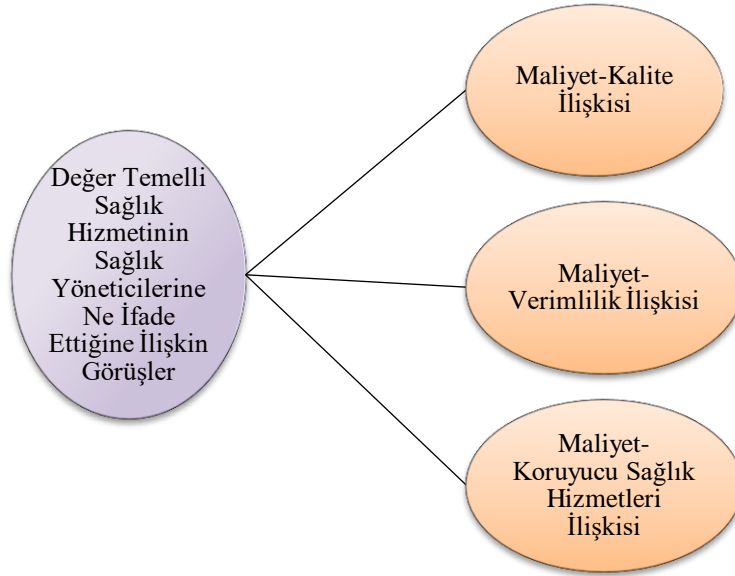 Değer Temelli
Sağlık
Hizmetinin
Sağlık
Yöneticilerine
Ne İfade
Ettiğine İlişkin
Görüşler
Maliyet-Kalite
İlişkisi
Maliyet-
Verimlilik İlişkisi
Maliyet-
Koruyucu Sağlık
Hizmetleri
İlişkisi